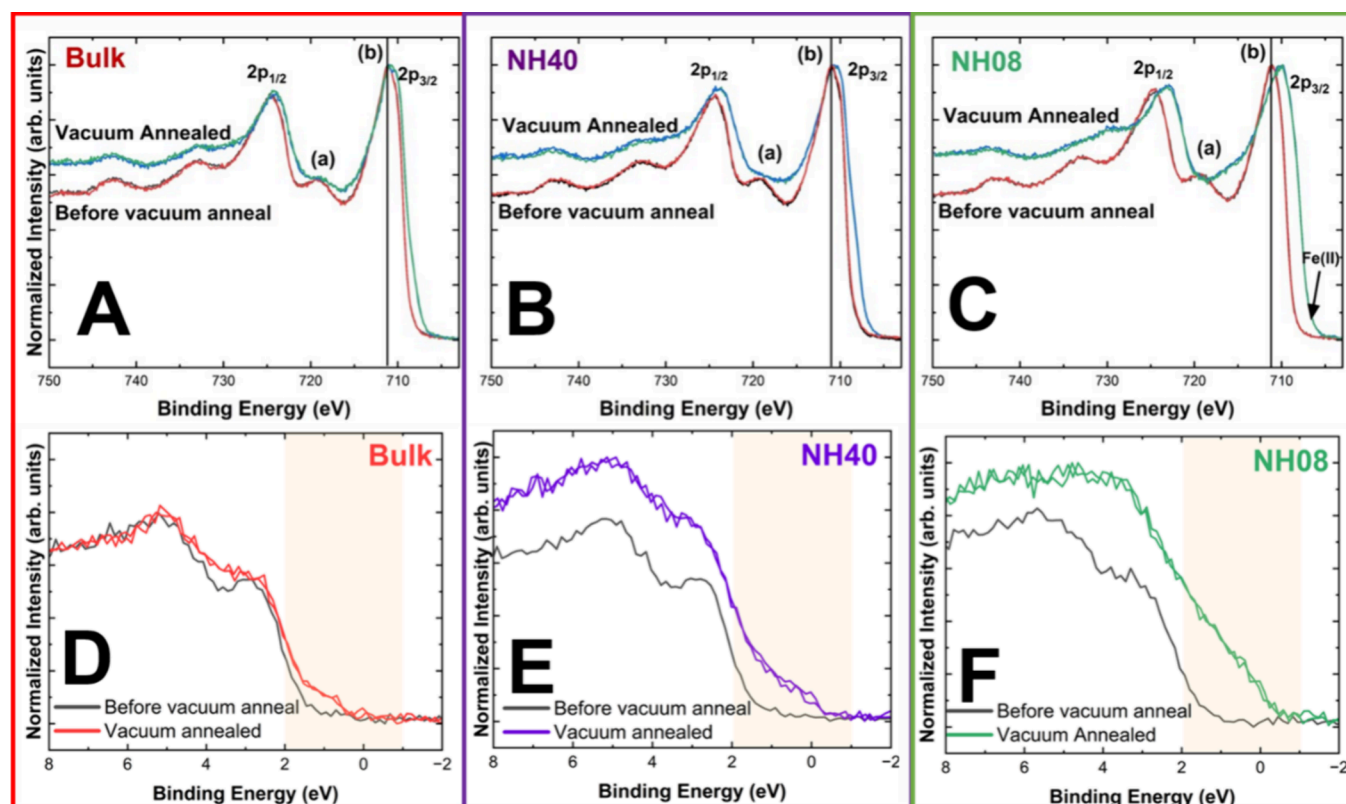 Bulk
(b)
2p1/2
2p3/2
Vacuum Annealed
(a)
Before vacuum anneal
A
Normalized Intensity (arb. units)
750 740 730 720 710
Binding Energy (eV)
NH40
(b)
2p1/2
2p3/2
Vacuum Annealed
(a)
Before vacuum anneal
B
750 740 730 720 710
Binding Energy (eV)
NH08
(b)
2p1/2
2p3/2
Vacuum Annealed
(a)
Before vacuum anneal
Fe(II)
C
750 740 730 720 710
Binding Energy (eV)
Bulk
D
Before vacuum anneal
Vacuum annealed
Normalized Intensity (arb. units)
8 6 4 2 0 −2
Binding Energy (eV)
NH40
E
Before vacuum anneal
Vacuum annealed
Normalized Intensity (arb. units)
8 6 4 2 0 −2
Binding Energy (eV)
NH08
F
Before vacuum anneal
Vacuum Annealed
Normalized Intensity (arb. units)
8 6 4 2 0 −2
Binding Energy (eV)